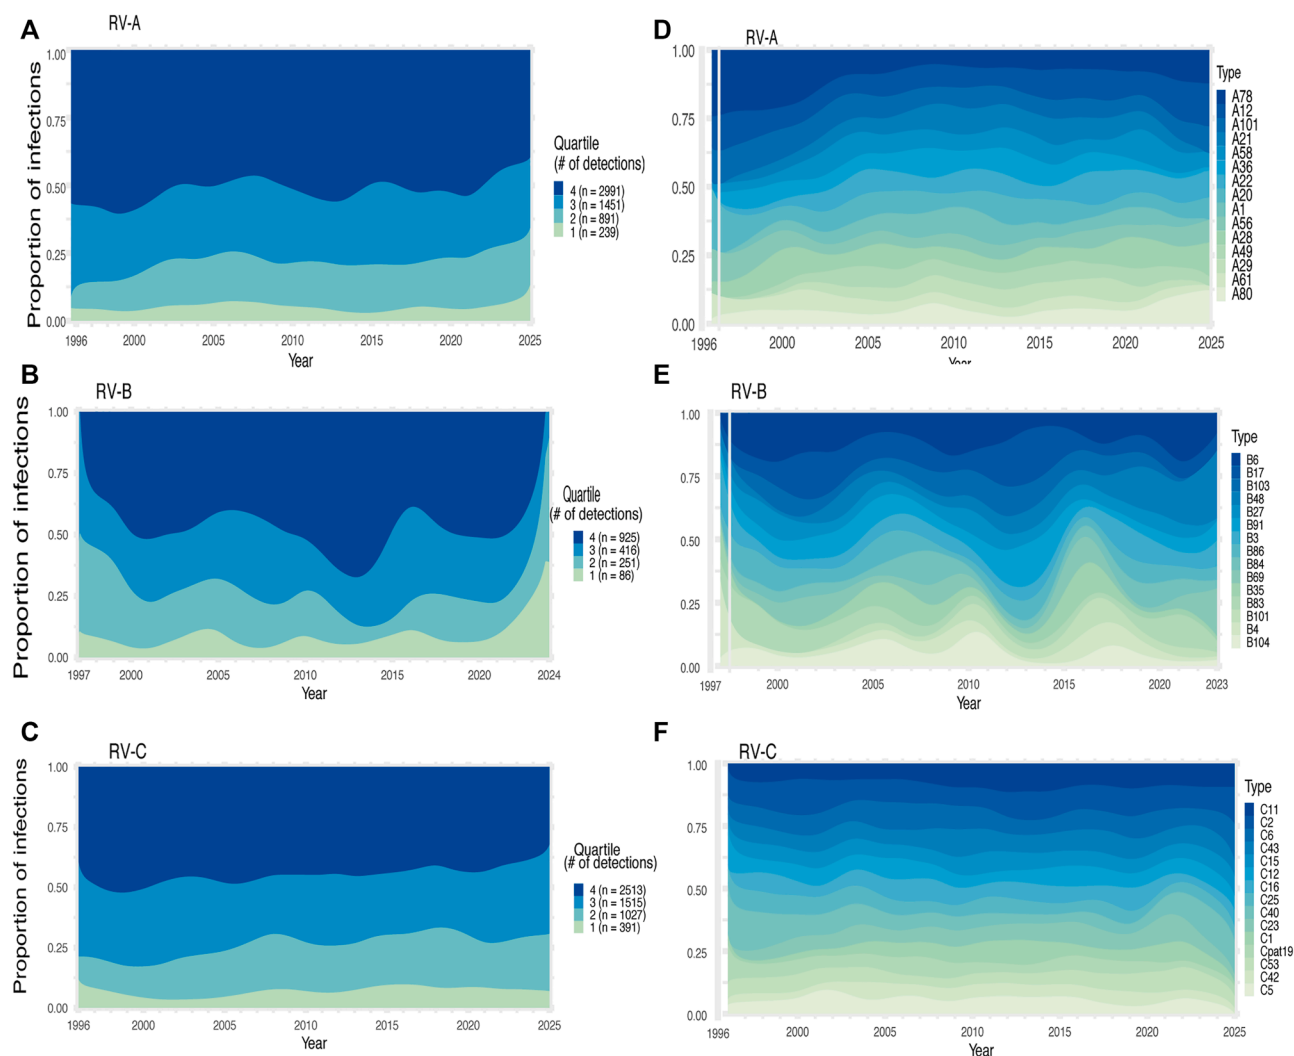 A
RV-A
Proportion of infections
1.00
0.75
0.50
0.25
0.00
1996 2000 2005 2010 2015 2020 2025
Year
Quartile
(# of detections)
4 (n = 2991)
3 (n = 1451)
2 (n = 891)
1 (n = 239)
D
RV-A
1.00
0.75
0.50
0.25
0.00
1996 2000 2005 2010 2015 2020 2025
Year
Type
A78
A12
A101
A21
A58
A36
A22
A20
A1
A56
A28
A49
A29
A61
A80
B
RV-B
Proportion of infections
1.00
0.75
0.50
0.25
0.00
1997 2000 2005 2010 2015 2020 2024
Year
Quartile
(# of detections)
4 (n = 925)
3 (n = 416)
2 (n = 251)
1 (n = 86)
E
RV-B
1.00
0.75
0.50
0.25
0.00
1997 2000 2005 2010 2015 2020 2023
Year
Type
B6
B17
B103
B48
B27
B91
B3
B86
B84
B69
B35
B83
B101
B4
B104
C
RV-C
Proportion of infections
1.00
0.75
0.50
0.25
0.00
1996 2000 2005 2010 2015 2020 2025
Year
Quartile
(# of detections)
4 (n = 2513)
3 (n = 1515)
2 (n = 1027)
1 (n = 391)
F
RV-C
1.00
0.75
0.50
0.25
0.00
1996 2000 2005 2010 2015 2020 2025
Year
Type
C11
C2
C6
C43
C15
C12
C16
C25
C40
C23
C1
Cpat19
C53
C42
C5